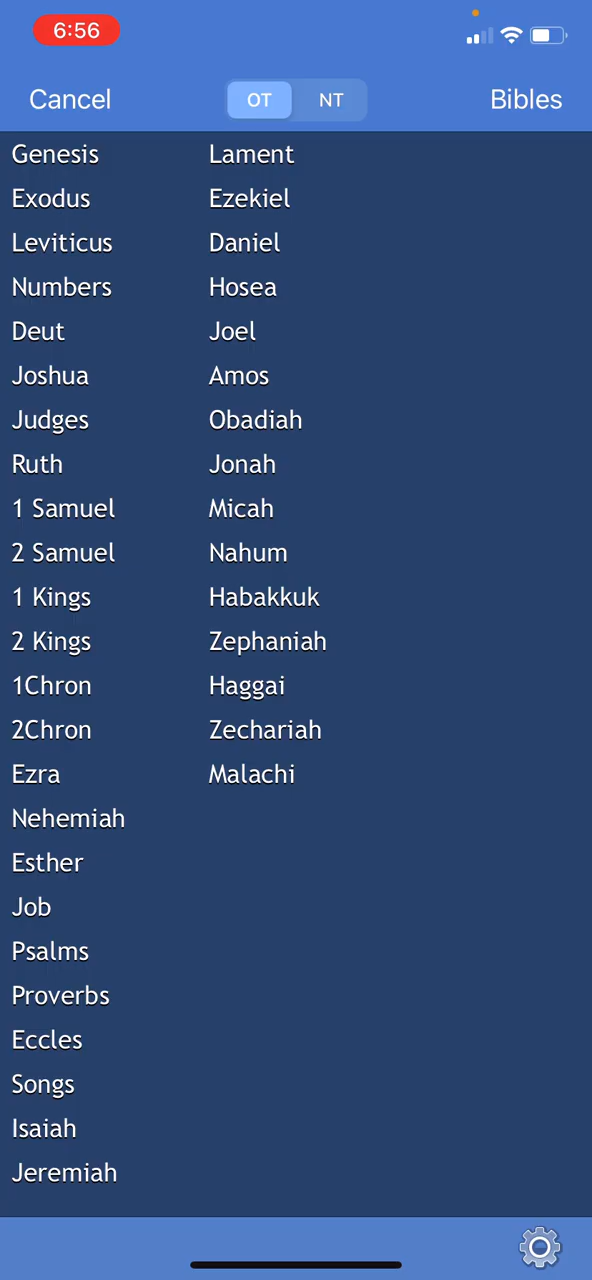 6:56
Cancel
OT
NT
Bibles
Genesis
Exodus
Leviticus
Numbers
Deut
Joshua
Judges
Ruth
1 Samuel
2 Samuel
1 Kings
2 Kings
1Chron
2Chron
Ezra
Nehemiah
Esther
Job
Psalms
Proverbs
Eccles
Songs
Isaiah
Jeremiah
Lament
Ezekiel
Daniel
Hosea
Joel
Amos
Obadiah
Jonah
Micah
Nahum
Habakkuk
Zephaniah
Haggai
Zechariah
Malachi